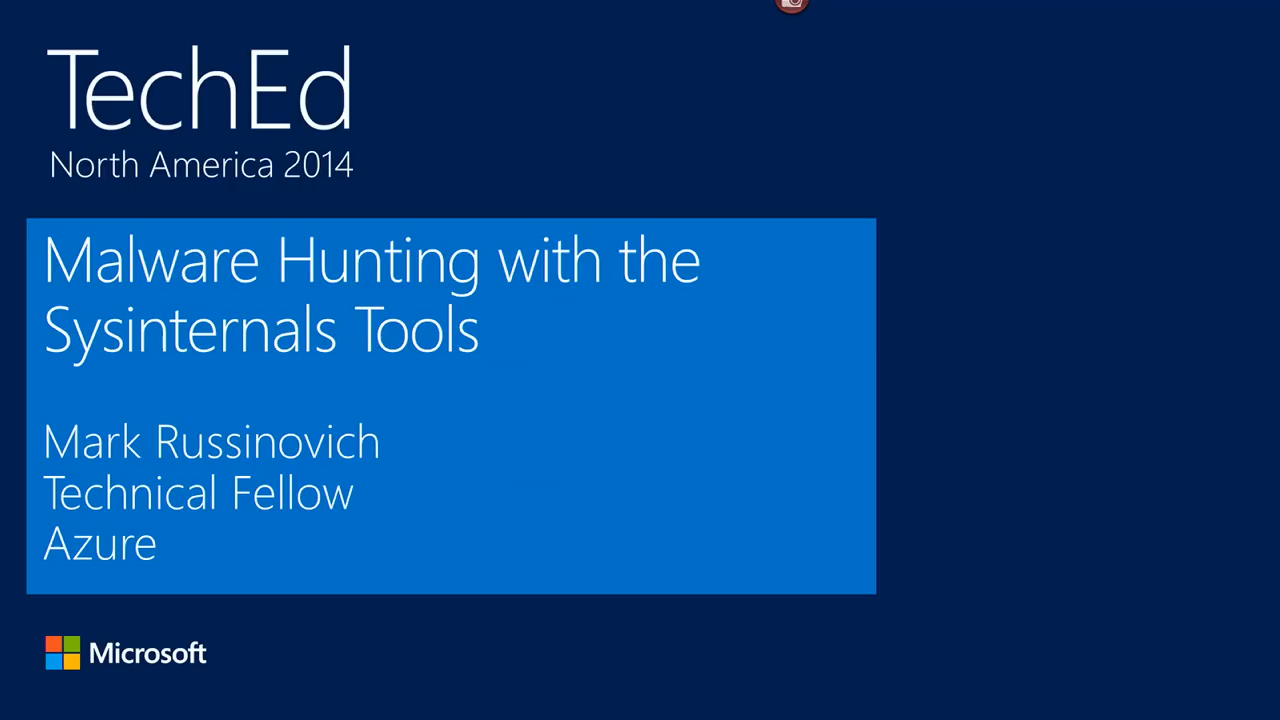 TechEd
North America 2014
Malware Hunting with the
Sysinternals Tools
Mark Russinovich
Technical Fellow
Azure
Microsoft